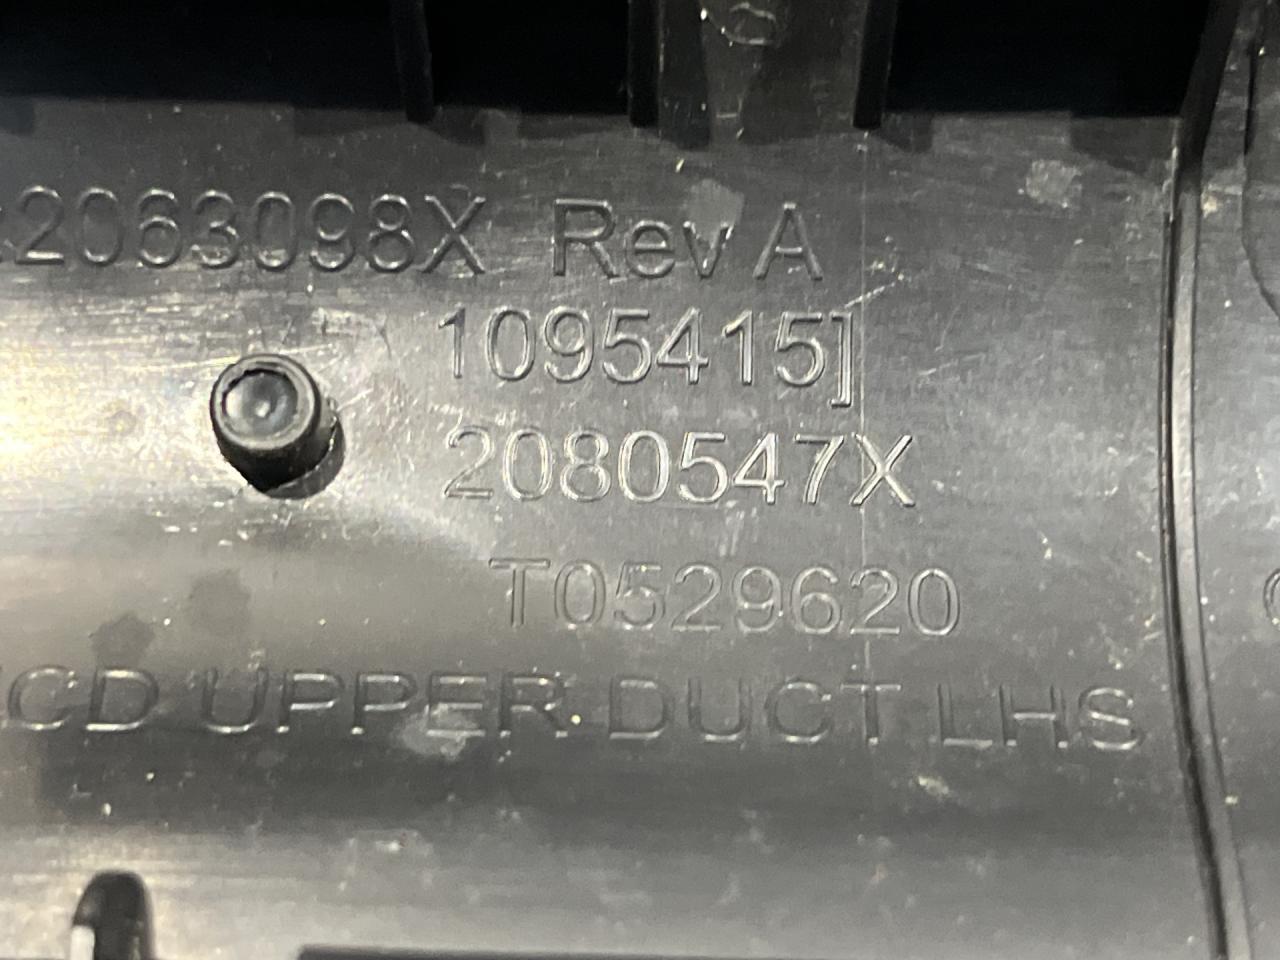 2063098X Rev A
1095415]
2080547X
T0529620
CD UPPER DUCT LHS